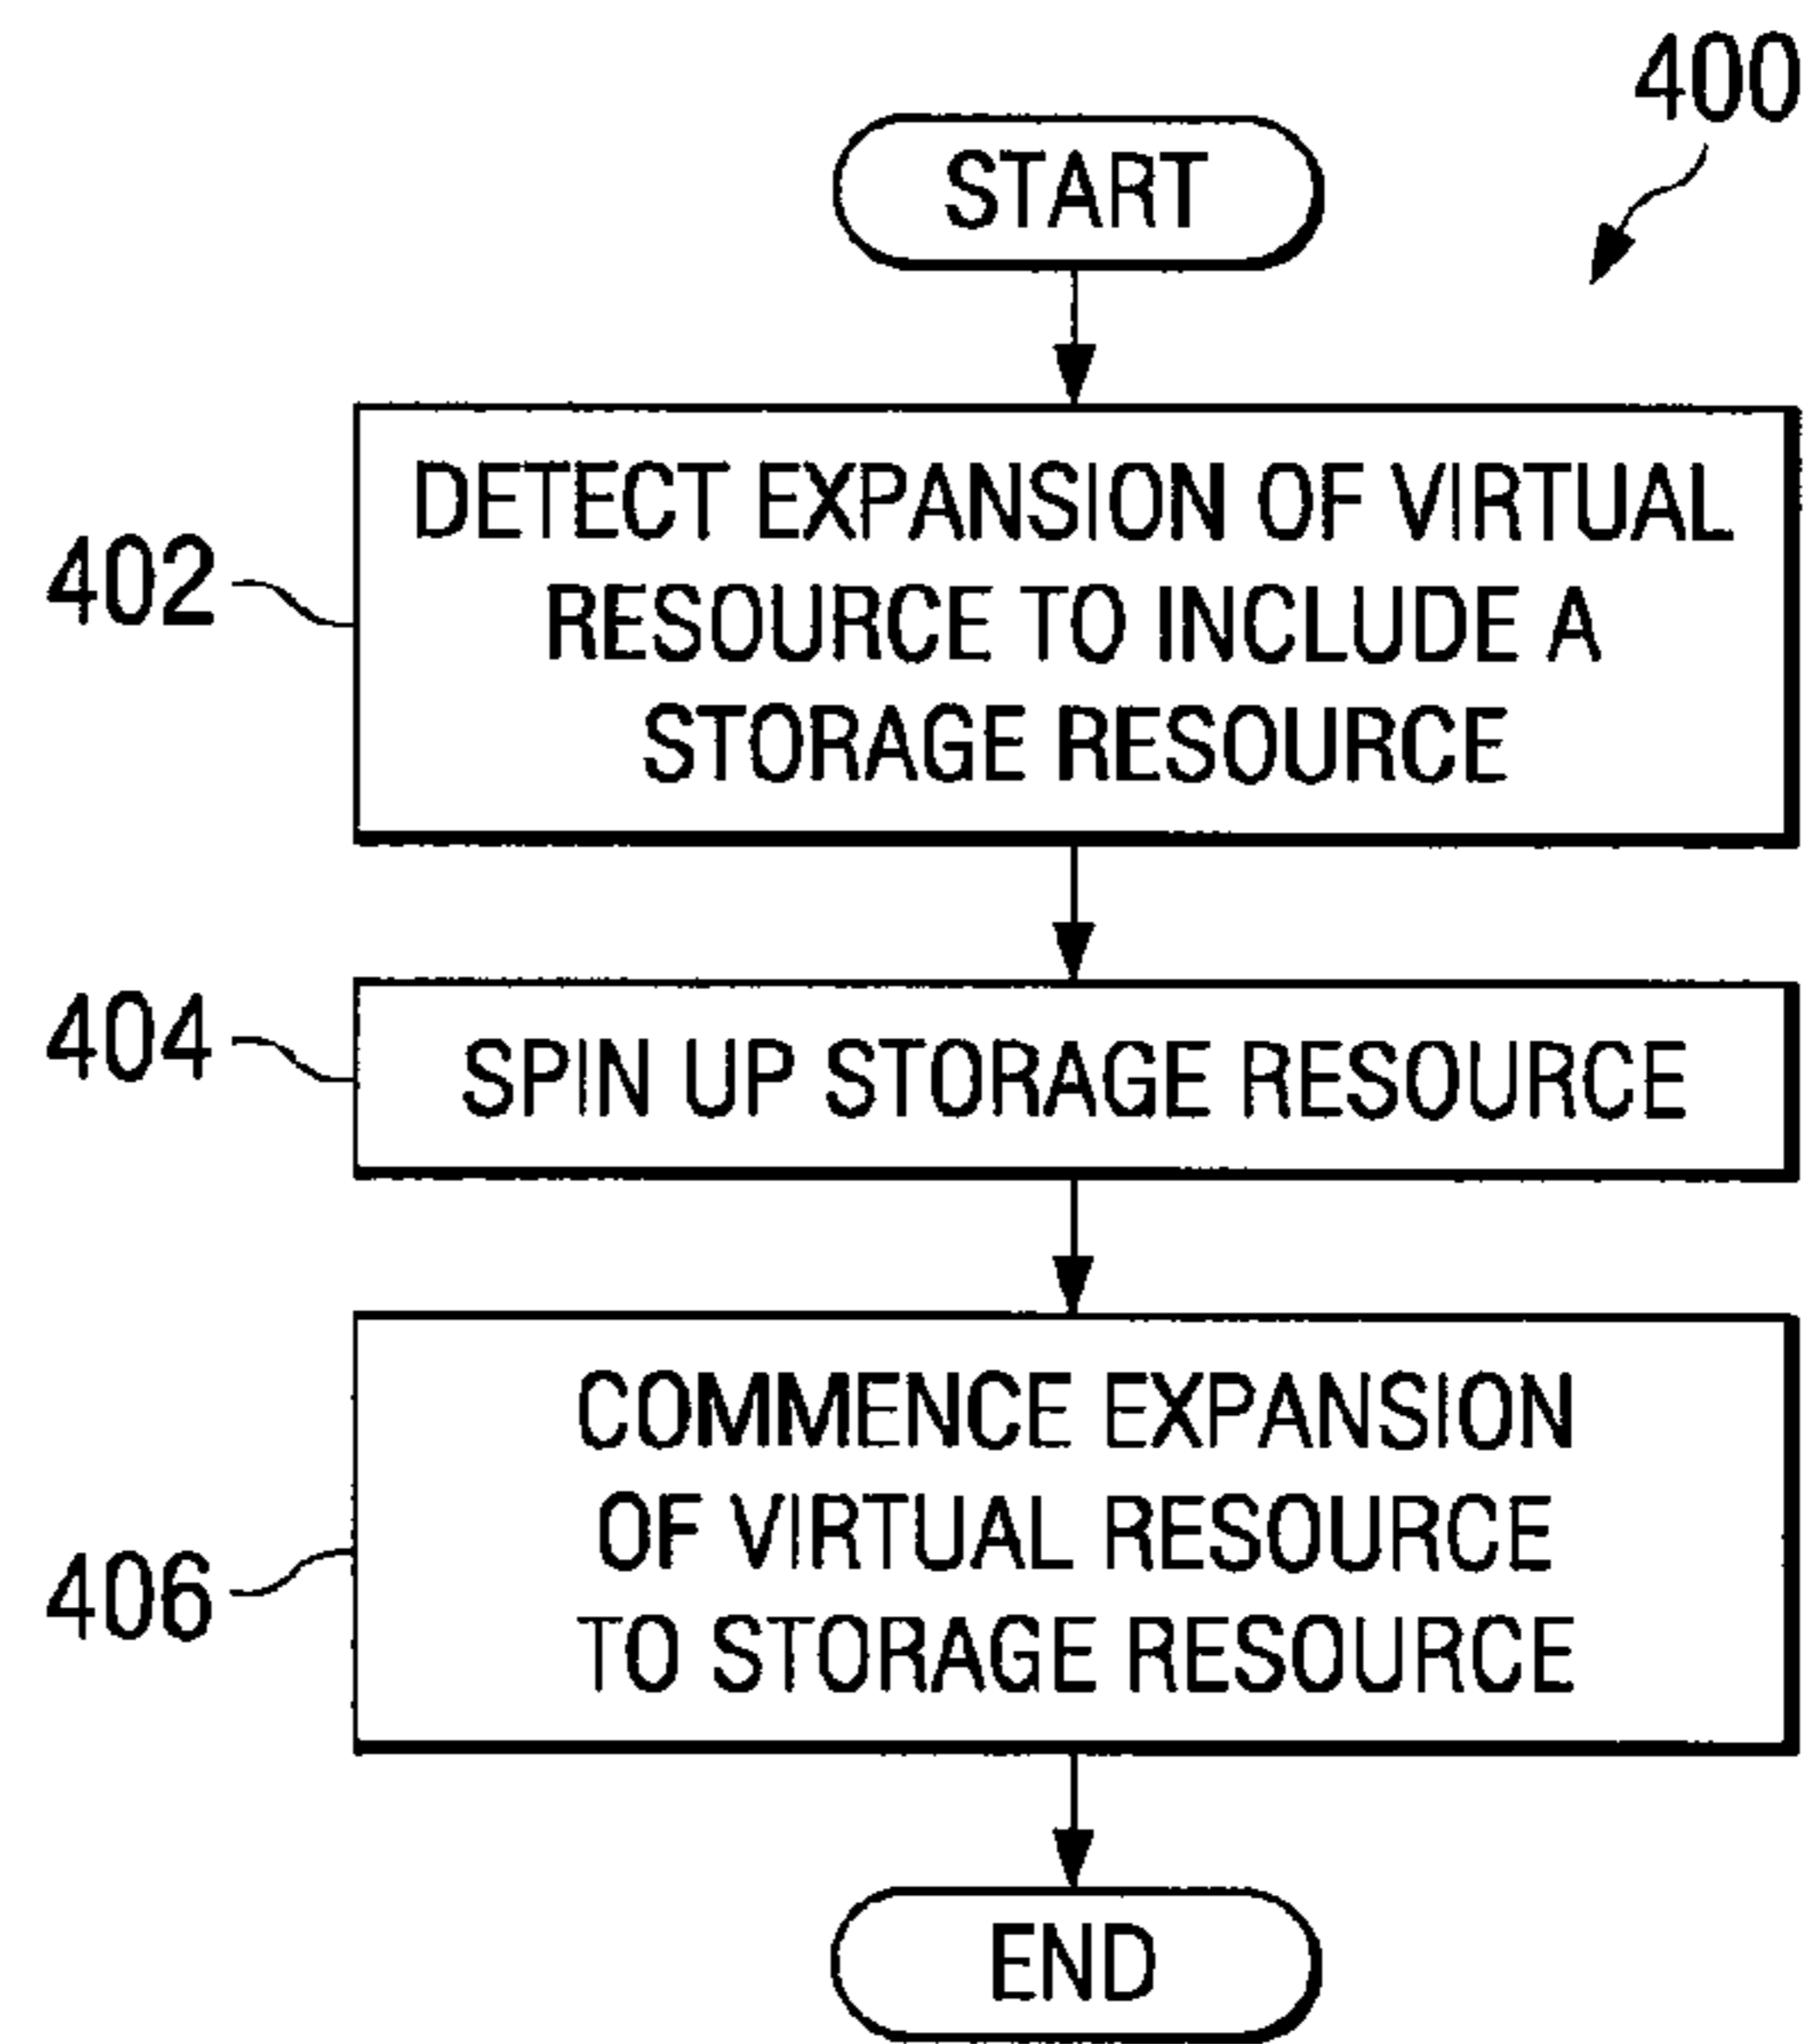 400
START
402
DETECT EXPANSION OF VIRTUAL
RESOURCE TO INCLUDE A
STORAGE RESOURCE
404
SPIN UP STORAGE RESOURCE
406
COMMENCE EXPANSION
OF VIRTUAL RESOURCE
TO STORAGE RESOURCE
END